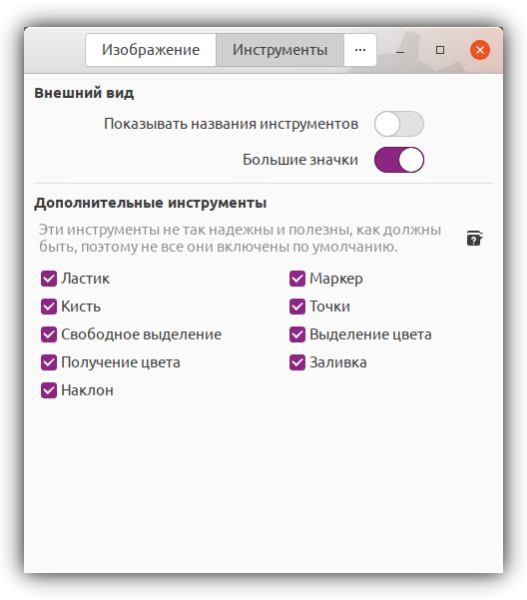 Изображение Инструменты ...
Внешний вид
Показывать названия инструментов
Большие значки
Дополнительные инструменты
Эти инструменты не так надежны и полезны, как должны
быть, поэтому не все они включены по умолчанию.
Ластик Маркер
Кисть Точки
Свободное выделение Выделение цвета
Получение цвета Заливка
Наклон